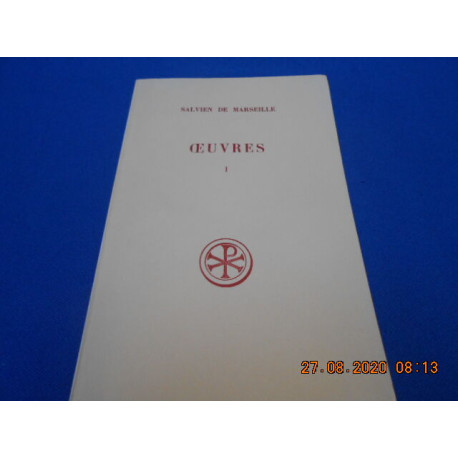 SALVIEN DE MARSEILLE
ŒUVRES
I
27-08-2020 08:13